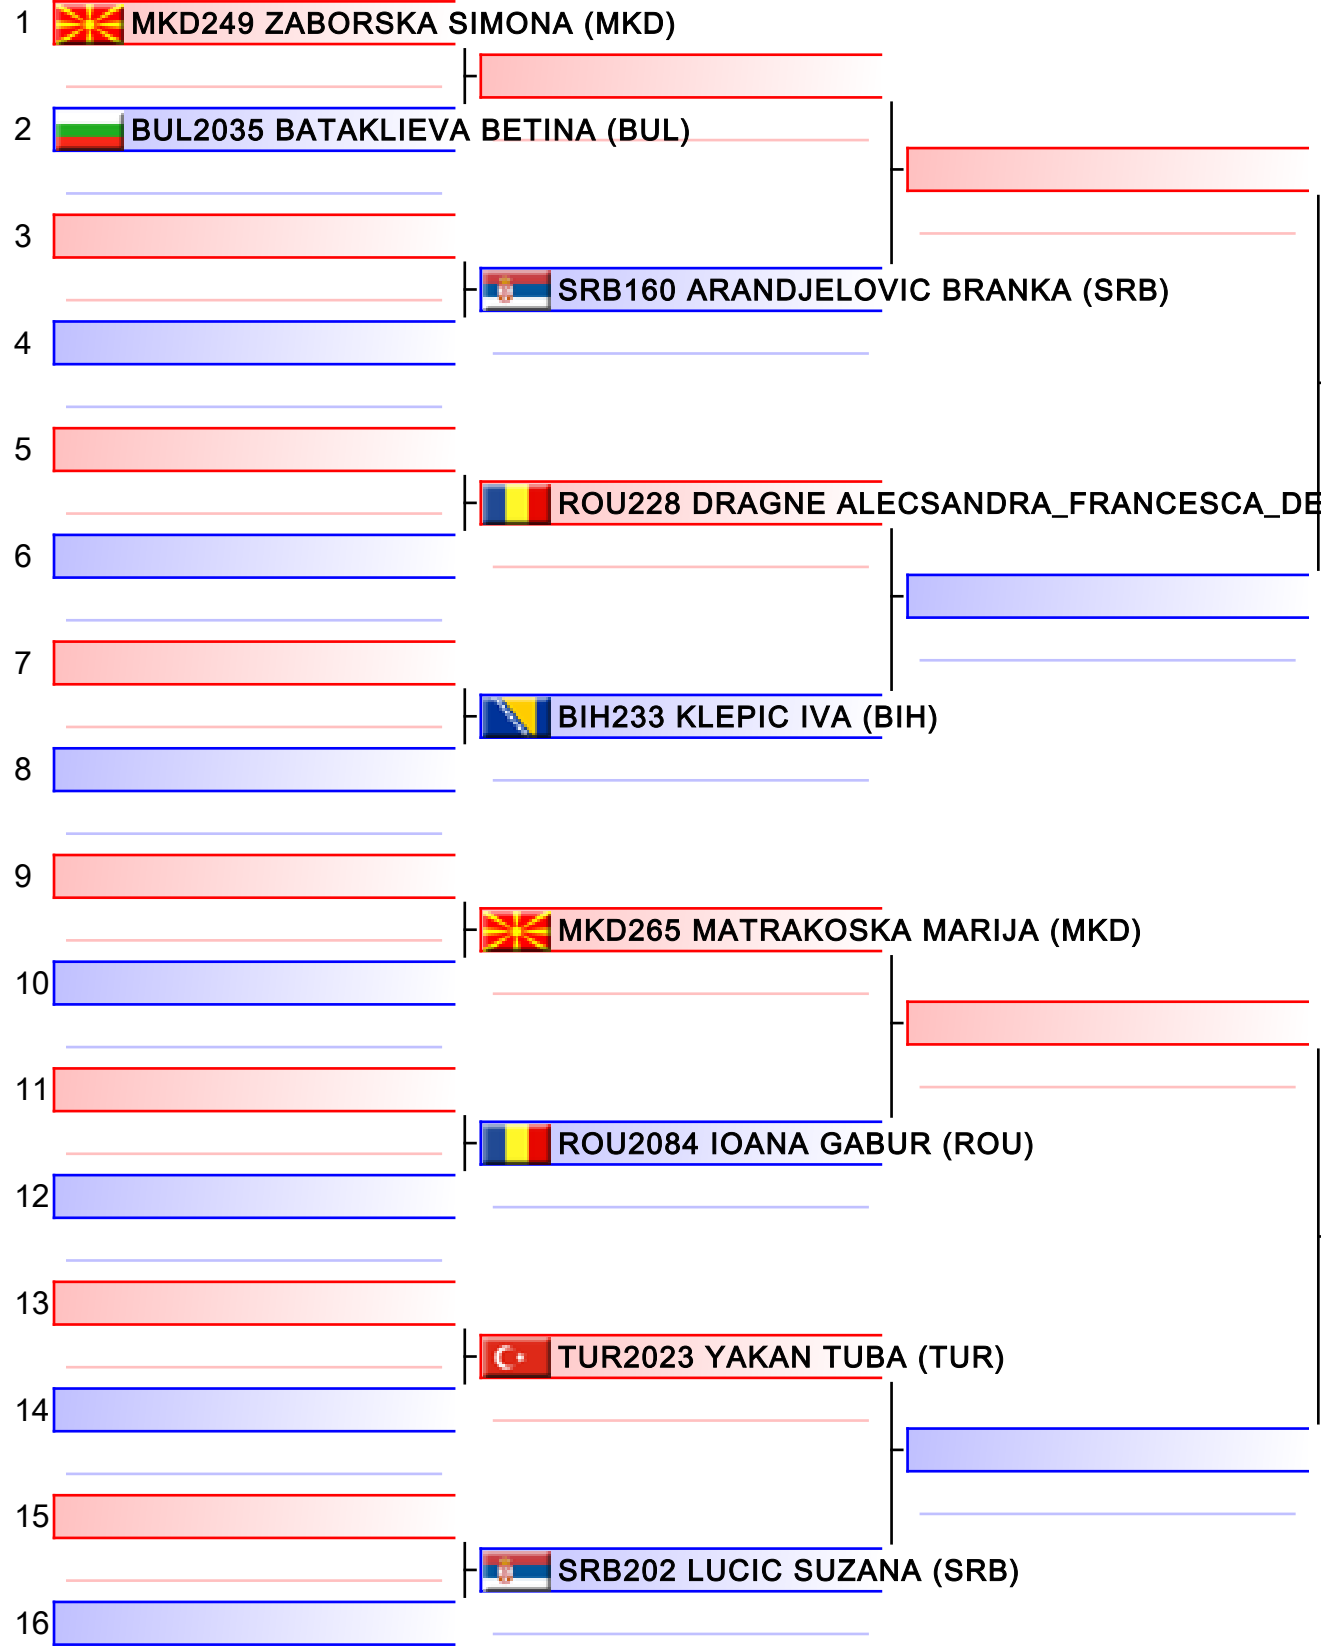 1 MKD249 ZABORSKA SIMONA (MKD)
2 BUL2035 BATAKLIEVA BETINA (BUL)
3
SRB160 ARANDJELOVIC BRANKA (SRB)
4
5
ROU228 DRAGNE ALECSANDRA_FRANCESCA_DE
6
7
BIH233 KLEPIC IVA (BIH)
8
9
MKD265 MATRAKOSKA MARIJA (MKD)
10
11
ROU2084 IOANA GABUR (ROU)
12
13
TUR2023 YAKAN TUBA (TUR)
14
15
SRB202 LUCIC SUZANA (SRB)
16